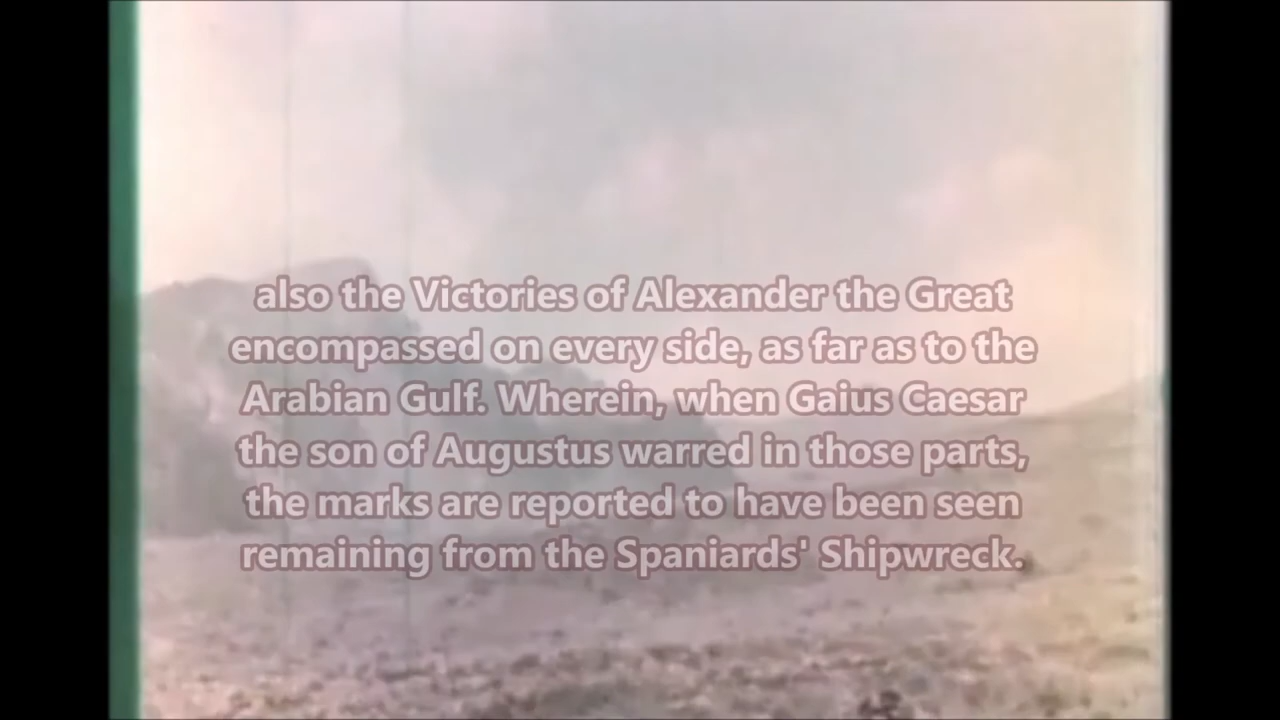 also the Victories of Alexander the Great
encompassed on every side, as far as to the
Arabian Gulf. Wherein, when Gaius Caesar
the son of Augustus warred in those parts,
the marks are reported to have been seen
remaining from the Spaniards' Shipwreck.